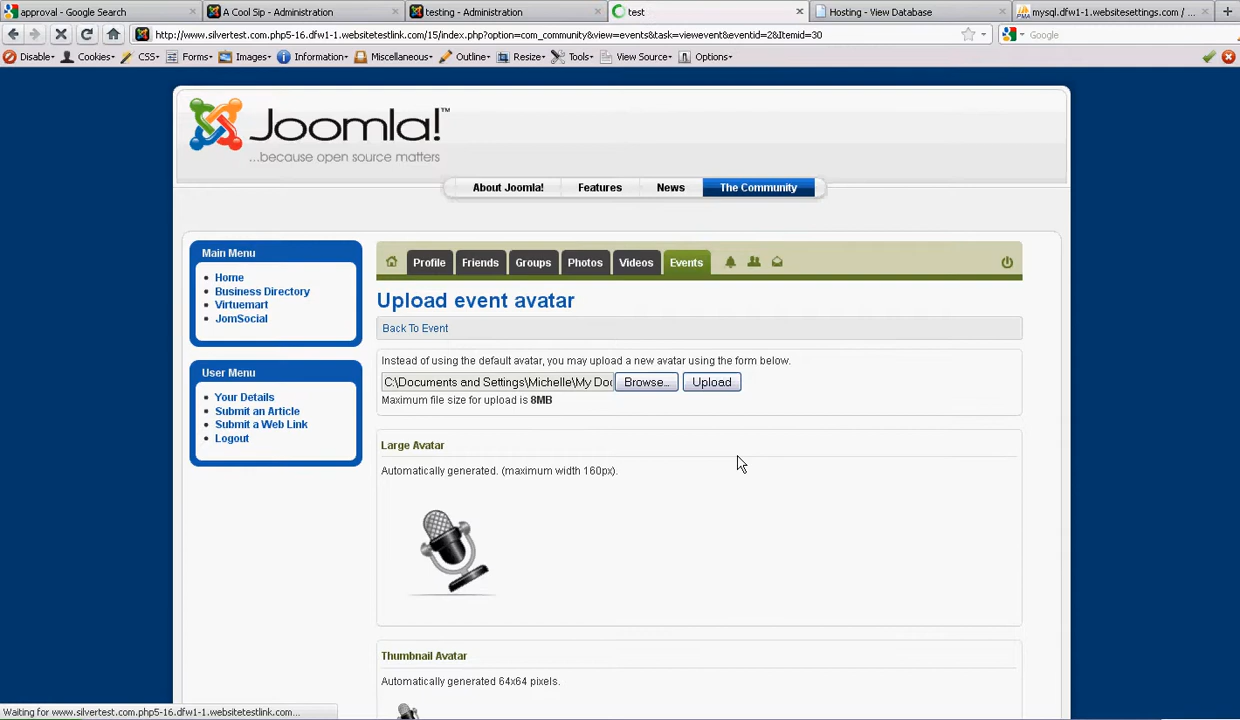 approval - Google Search
A Cool Sip - Administration
testing - Administration
test
Hosting - View Database
mysql.dfw1-1.websitesettings.com / ...
http://www.silvertest.com.php5-16.dfw1-1.websitetestlink.com/15/index.php?option=com_community&view=events&task=viewevent&eventid=2&Itemid=30
Google
Disable Cookies CSS Forms Images Information Miscellaneous Outline Resize Tools View Source Options
Joomla!™
...because open source matters
About Joomla! Features News The Community
Main Menu
Home
Business Directory
Virtuemart
JomSocial
User Menu
Your Details
Submit an Article
Submit a Web Link
Logout
Profile Friends Groups Photos Videos Events
Upload event avatar
Back To Event
Instead of using the default avatar, you may upload a new avatar using the form below.
C:\Documents and Settings\Michelle\My Doc Browse... Upload
Maximum file size for upload is 8MB
Large Avatar
Automatically generated. (maximum width 160px).
Thumbnail Avatar
Automatically generated 64x64 pixels.
Waiting for www.silvertest.com.php5-16.dfw1-1.websitetestlink.com...